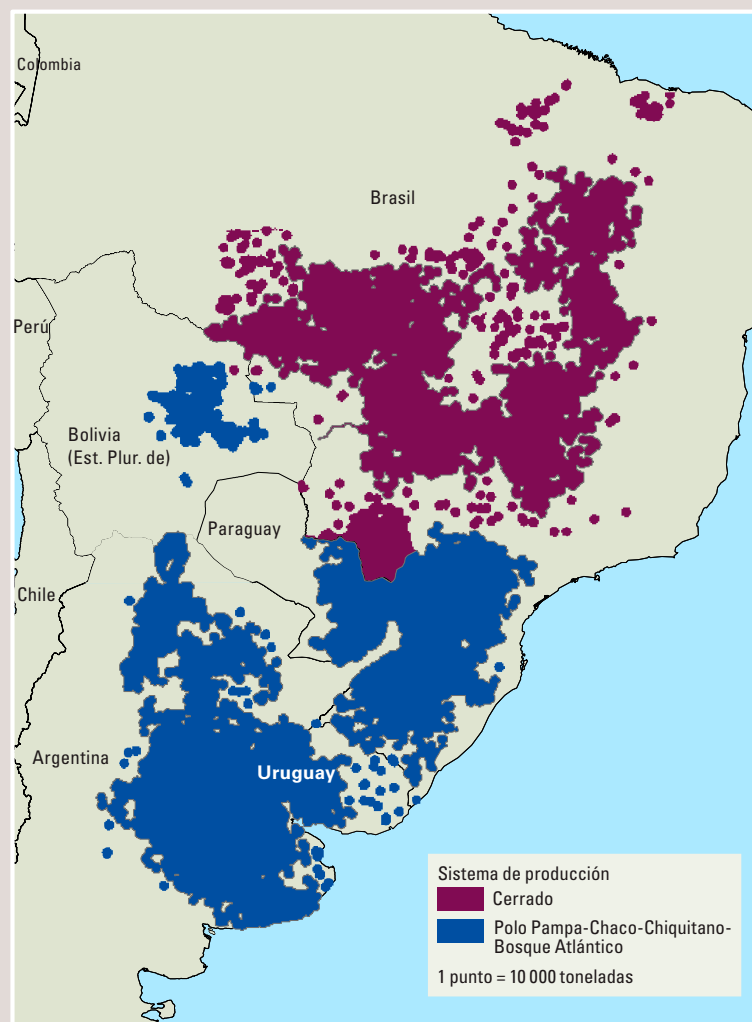 Colombia
Brasil
Perú
Bolivia
(Est. Plur. de)
Paraguay
Chile
Argentina
Uruguay
Sistema de producción
Cerrado
Polo Pampa-Chaco-Chiquitano-
Bosque Atlántico
1 punto = 10 000 toneladas